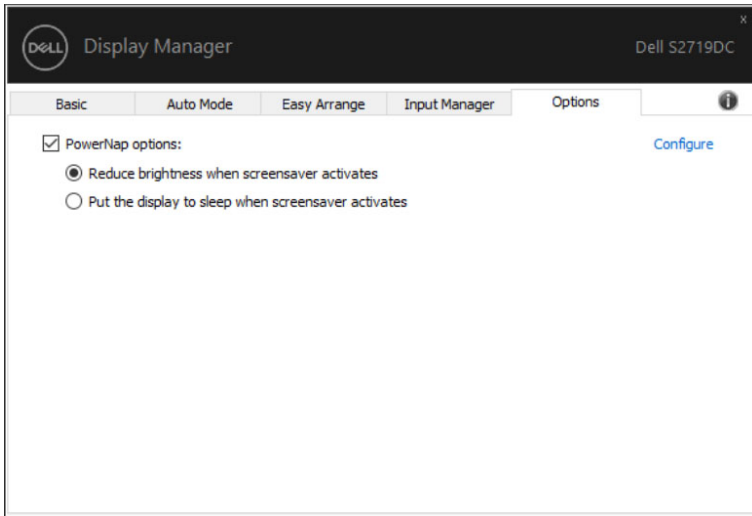 x
DELL Display Manager Dell S2719DC
Basic Auto Mode Easy Arrange Input Manager Options i
PowerNap options: Configure
Reduce brightness when screensaver activates
Put the display to sleep when screensaver activates